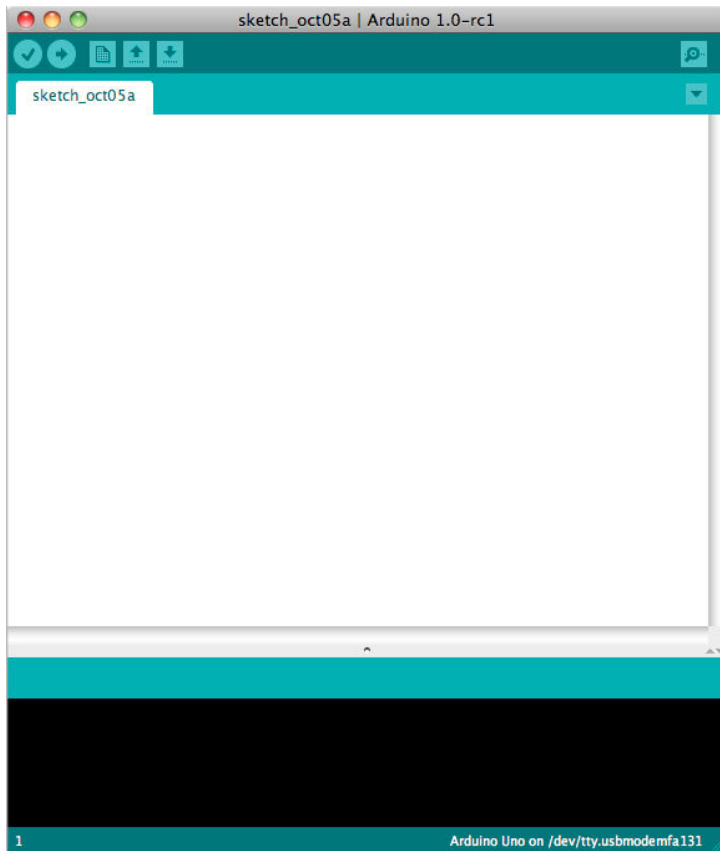 sketch_oct05a | Arduino 1.0-rc1
sketch_oct05a
1
Arduino Uno on /dev/tty.usbmodemfa131